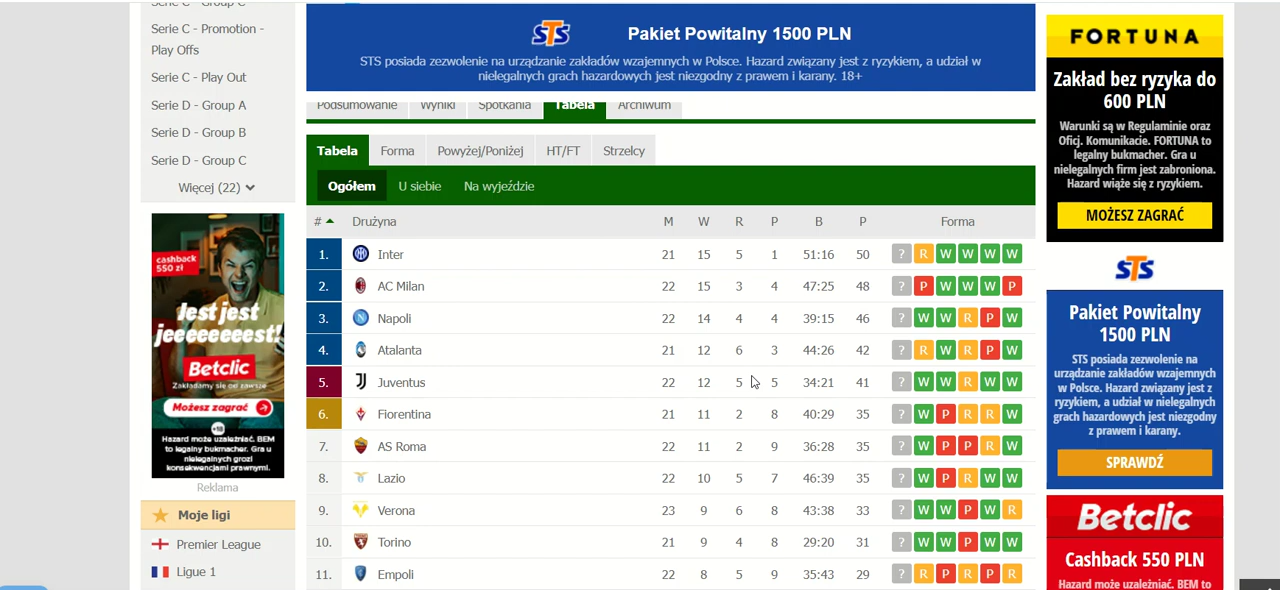 Serie C - Group C
Serie C - Promotion -
Play Offs
Serie C - Play Out
Serie D - Group A
Serie D - Group B
Serie D - Group C
Więcej (22)
cashback
550 zł
Jest jest
jeeeeeeest!
Betclic
Zakładamy się od zawsze
Możesz zagrać
+18
Hazard może uzależniać. BEM
to legalny bukmacher. Gra u
nielegalnych grozi
konsekwencjami prawnymi.
Reklama
Moje ligi
Premier League
Ligue 1
STS
Pakiet Powitalny 1500 PLN
STS posiada zezwolenie na urządzanie zakładów wzajemnych w Polsce. Hazard związany jest z ryzykiem, a udział w
nielegalnych grach hazardowych jest niezgodny z prawem i karany. 18+
Podsumowanie Wyniki Spotkania Tabela Archiwum
Tabela Forma Powyżej/Poniżej HT/FT Strzelcy
Ogółem U siebie Na wyjeździe
# Drużyna M W R P B P Forma
1. Inter 21 15 5 1 51:16 50 ? R W W W W
2. AC Milan 22 15 3 4 47:25 48 ? P W W W P
3. Napoli 22 14 4 4 39:15 46 ? W W R P W
4. Atalanta 21 12 6 3 44:26 42 ? R W R P W
5. Juventus 22 12 5 5 34:21 41 ? W W R W W
6. Fiorentina 21 11 2 8 40:29 35 ? W P R R W
7. AS Roma 22 11 2 9 36:28 35 ? W P P R W
8. Lazio 22 10 5 7 46:39 35 ? W P R W W
9. Verona 23 9 6 8 43:38 33 ? W W P W R
10. Torino 21 9 4 8 29:20 31 ? W W P W W
11. Empoli 22 8 5 9 35:43 29 ? R P R P R
FORTUNA
Zakład bez ryzyka do
600 PLN
Warunki są w Regulaminie oraz
Oficj. Komunikacie. FORTUNA to
legalny bukmacher. Gra u
nielegalnych firm jest zabroniona.
Hazard wiąże się z ryzykiem.
MOŻESZ ZAGRAĆ
STS
Pakiet Powitalny
1500 PLN
STS posiada zezwolenie na
urządzanie zakładów wzajemnych
w Polsce. Hazard związany jest z
ryzykiem, a udział w nielegalnych
grach hazardowych jest niezgodny
z prawem i karany.
SPRAWDŹ
Betclic
Cashback 550 PLN
Hazard może uzależniać. BEM to